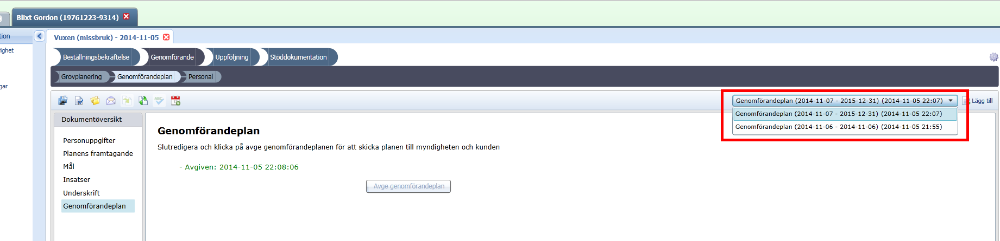 Blixt Gordon (19761223-9314)
tion
Vuxen (missbruk) - 2014-11-05
righet
Beställningsbekräftelse Genomförande Uppföljning Stöddokumentation
Grovplanering Genomförandeplan Personal
gar
Genomförandeplan (2014-11-07 - 2015-12-31) (2014-11-05 22:07) Lägg till
Genomförandeplan (2014-11-07 - 2015-12-31) (2014-11-05 22:07)
Genomförandeplan (2014-11-06 - 2014-11-06) (2014-11-05 21:55)
Dokumentöversikt
Personuppgifter
Planens framtagande
Mål
Insatser
Underskrift
Genomförandeplan
Genomförandeplan
Slutredigera och klicka på avge genomförandeplanen för att skicka planen till myndigheten och kunden
- Avgiven: 2014-11-05 22:08:06
Avge genomförandeplan